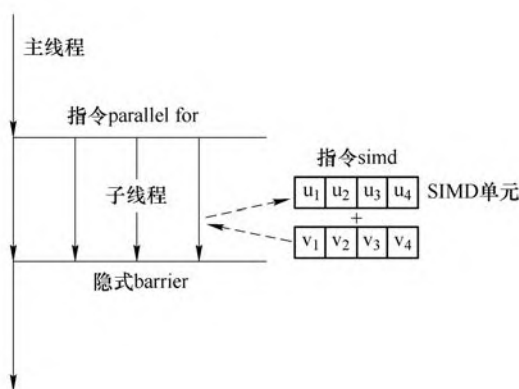 主线程
指令parallel for
指令simd
u₁ u₂ u₃ u₄ SIMD单元
子线程
+
v₁ v₂ v₃ v₄
隐式barrier